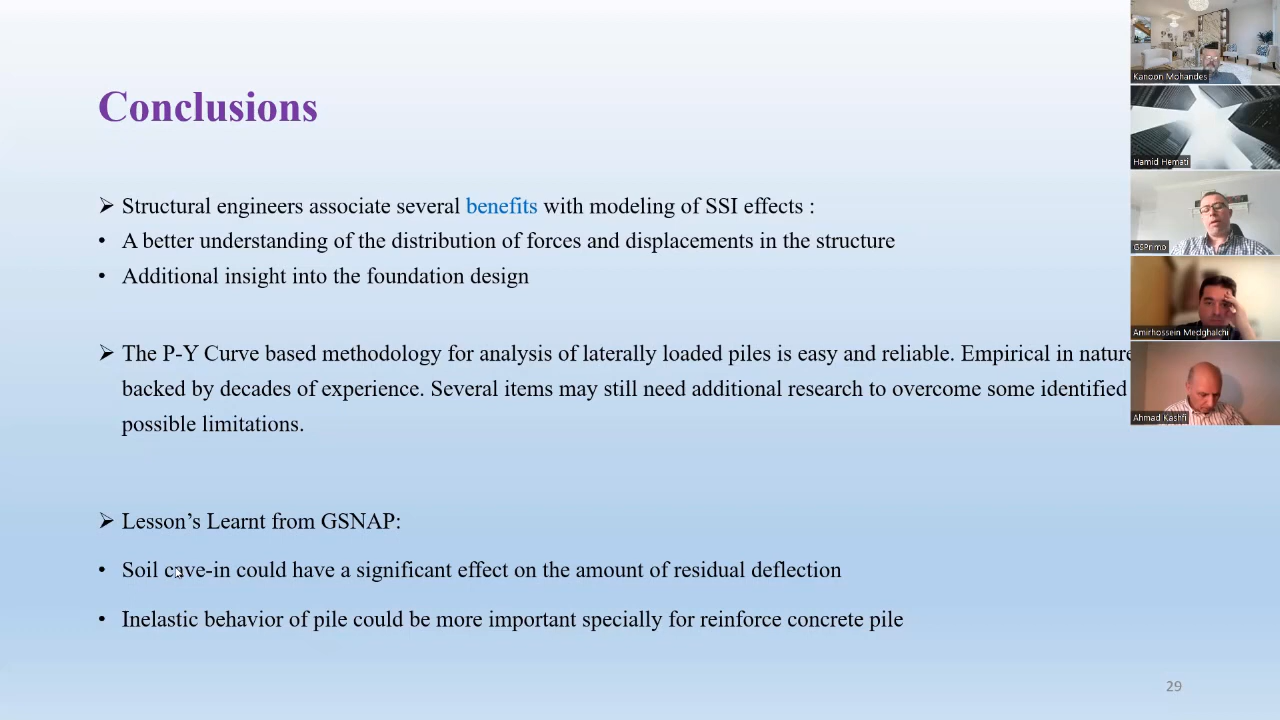 Conclusions
➢ Structural engineers associate several benefits with modeling of SSI effects :
• A better understanding of the distribution of forces and displacements in the structure
• Additional insight into the foundation design
➢ The P-Y Curve based methodology for analysis of laterally loaded piles is easy and reliable. Empirical in nature
backed by decades of experience. Several items may still need additional research to overcome some identified
possible limitations.
➢ Lesson’s Learnt from GSNAP:
• Soil cave-in could have a significant effect on the amount of residual deflection
• Inelastic behavior of pile could be more important specially for reinforce concrete pile
29
Kanoon Mohandes
Hamid Hemati
GSPrimo
Amirhossein Medghalchi
Ahmad Kashfi